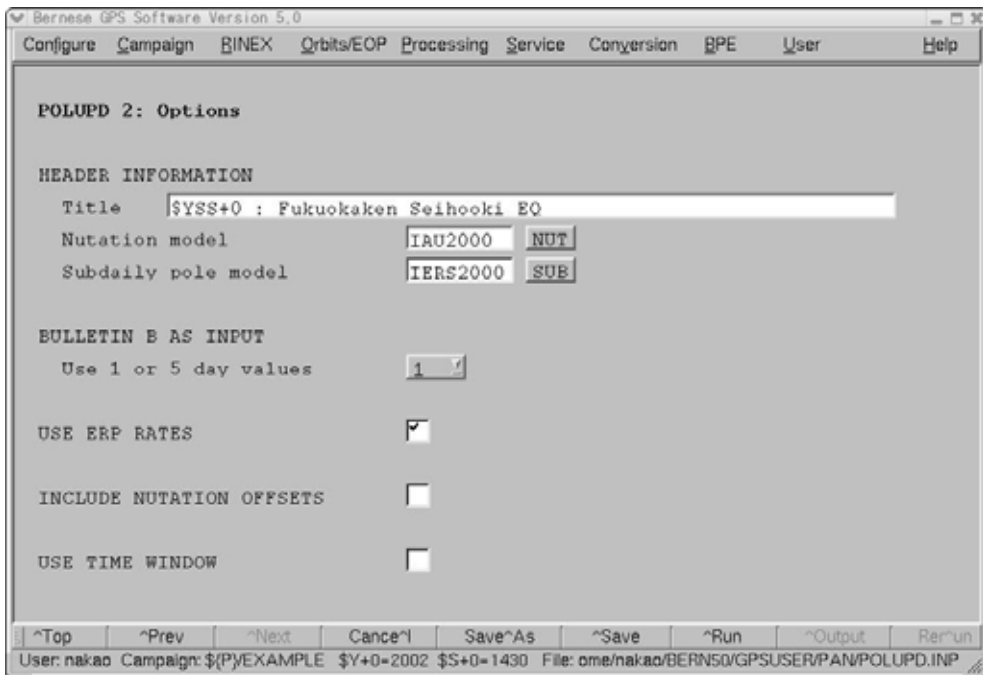 Bernese GPS Software Version 5.0
Configure Campaign RINEX Orbits/EOP Processing Service Conversion BPE User Help
POLUPD 2: Options
HEADER INFORMATION
Title $YSS+0 : Fukuokaken Seihooki EQ
Nutation model IAU2000 NUT
Subdaily pole model IERS2000 SUB
BULLETIN B AS INPUT
Use 1 or 5 day values 1
USE ERP RATES
INCLUDE NUTATION OFFSETS
USE TIME WINDOW
^Top ^Prev ^Next Cance^l Save^As ^Save ^Run ^Output Rer^un
User: nakao Campaign: ${P}/EXAMPLE $Y+0=2002 $S+0=1430 File: ome/nakao/BERN50/GPSUSER/PAN/POLUPD.INP